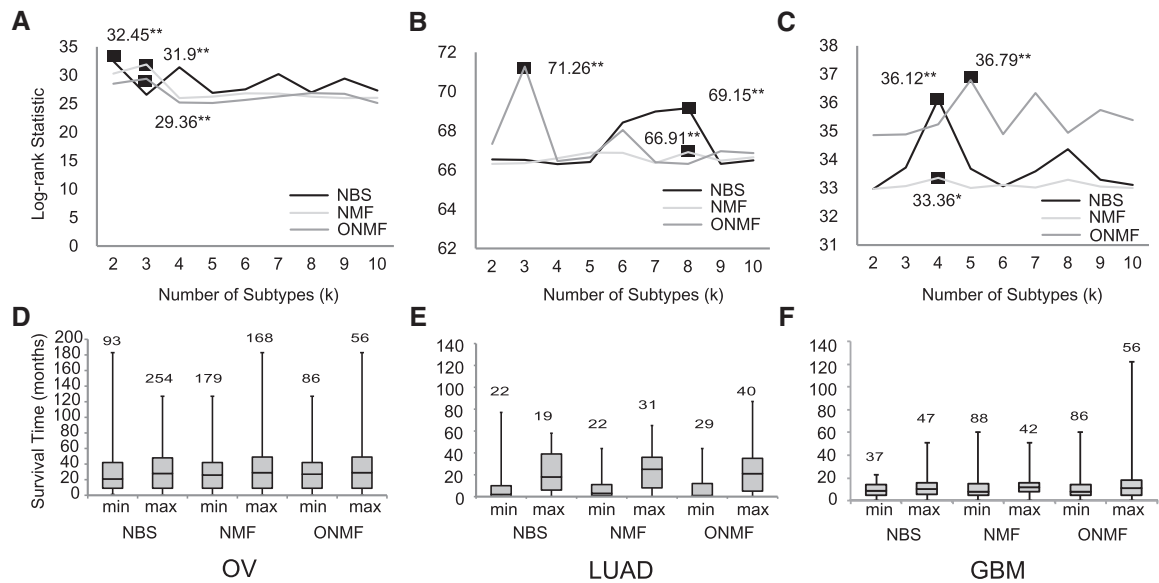 A
32.45**
31.9**
29.36**
Log-rank Statistic
35
30
25
20
15
10
5
0
NBS
NMF
ONMF
2 3 4 5 6 7 8 9 10
Number of Subtypes (k)
B
72
70
68
66
64
62
71.26**
69.15**
66.91**
NBS
NMF
ONMF
2 3 4 5 6 7 8 9 10
Number of Subtypes (k)
C
38
37
36
35
34
33
32
31
36.12**
36.79**
33.36*
NBS
NMF
ONMF
2 3 4 5 6 7 8 9 10
Number of Subtypes (k)
D
Survival Time (months)
200
180
160
140
120
100
80
60
40
20
0
93 254 179 168 86 56
min max min max min max
NBS NMF ONMF
OV
E
140
120
100
80
60
40
20
0
22 19 22 31 29 40
min max min max min max
NBS NMF ONMF
LUAD
F
140
120
100
80
60
40
20
0
37 47 88 42 86 56
min max min max min max
NBS NMF ONMF
GBM